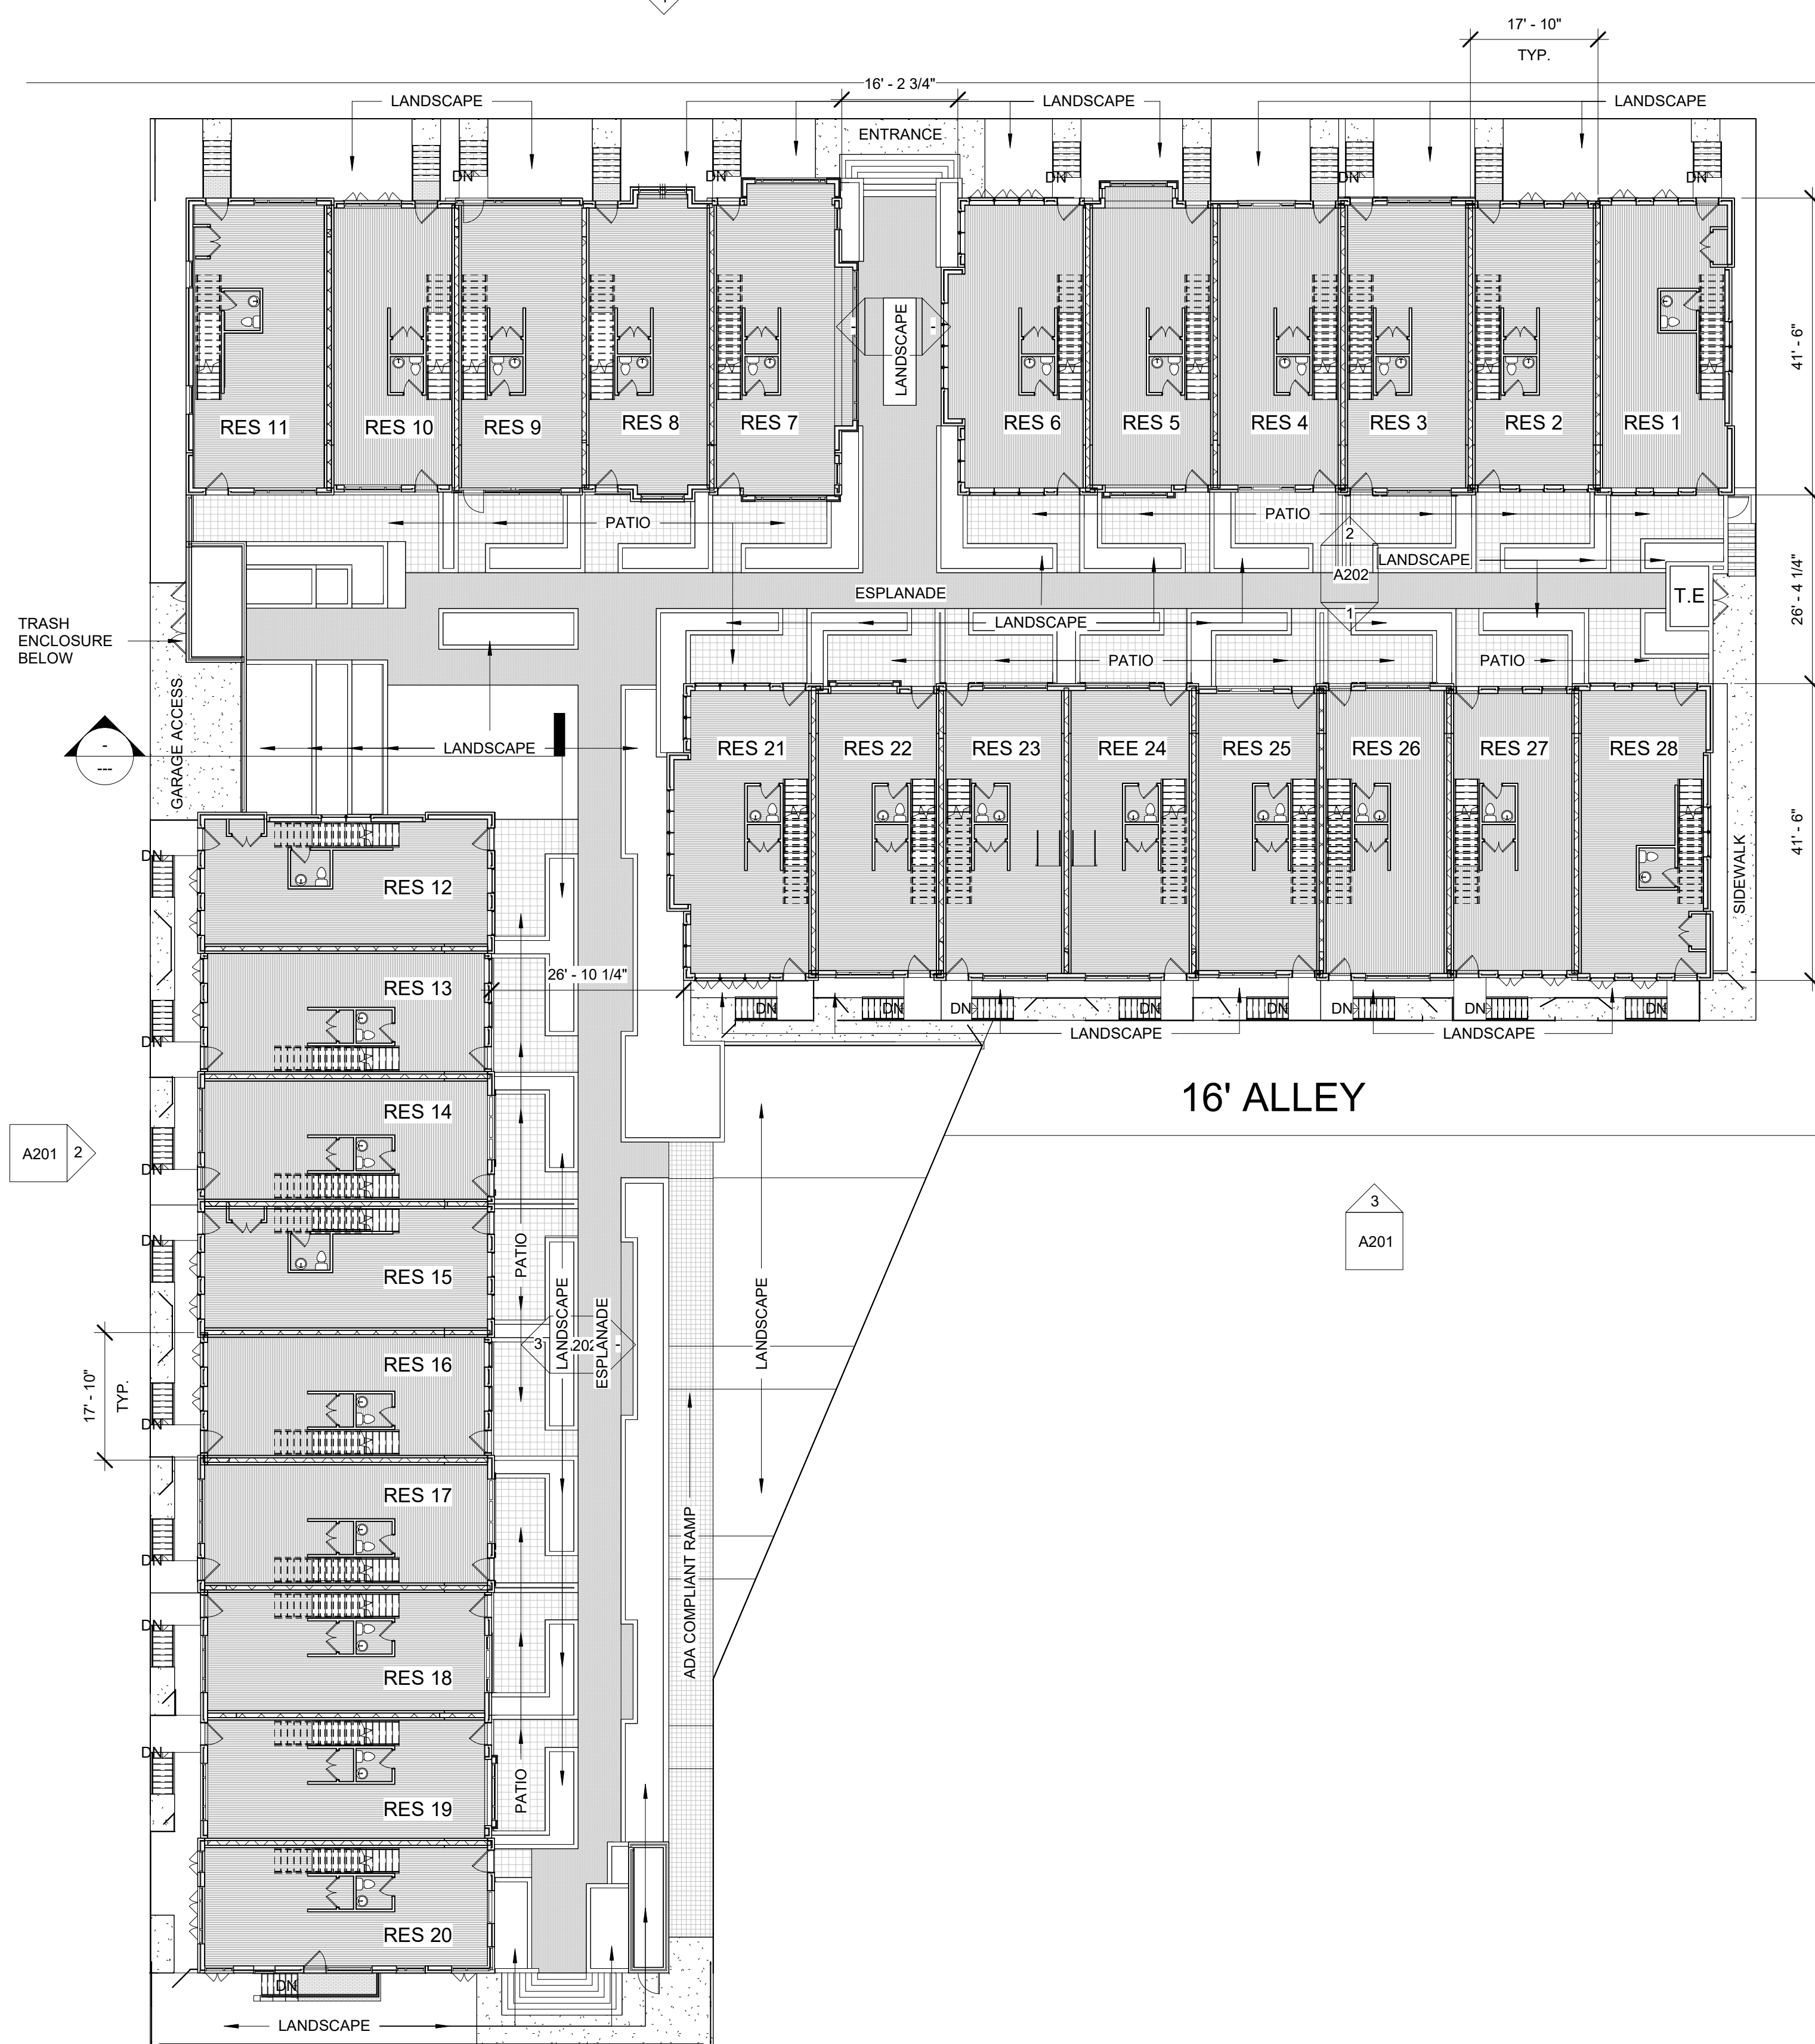 17' - 10"
TYP.
16' - 2 3/4"
LANDSCAPE
LANDSCAPE
LANDSCAPE
ENTRANCE
DN
DN
DN
DN
DN
LANDSCAPE
41' - 6"
RES 11
RES 10
RES 9
RES 8
RES 7
RES 6
RES 5
RES 4
RES 3
RES 2
RES 1
PATIO
PATIO
2
A202
1
LANDSCAPE
ESPLANADE
T.E
26' - 4 1/4"
TRASH
ENCLOSURE
BELOW
LANDSCAPE
PATIO
PATIO
GARAGE ACCESS
-
---
LANDSCAPE
RES 21
RES 22
RES 23
REE 24
RES 25
RES 26
RES 27
RES 28
41' - 6"
SIDEWALK
DN
RES 12
26' - 10 1/4"
RES 13
DN
DN
DN
DN
DN
DN
DN
DN
DN
LANDSCAPE
LANDSCAPE
16' ALLEY
RES 14
A201
2
DN
3
A201
DN
RES 15
PATIO
LANDSCAPE
ESPLANADE
LANDSCAPE
17' - 10"
TYP.
RES 16
3
-
DN
RES 17
DN
ADA COMPLIANT RAMP
DN
RES 18
DN
PATIO
RES 19
RES 20
DN
LANDSCAPE